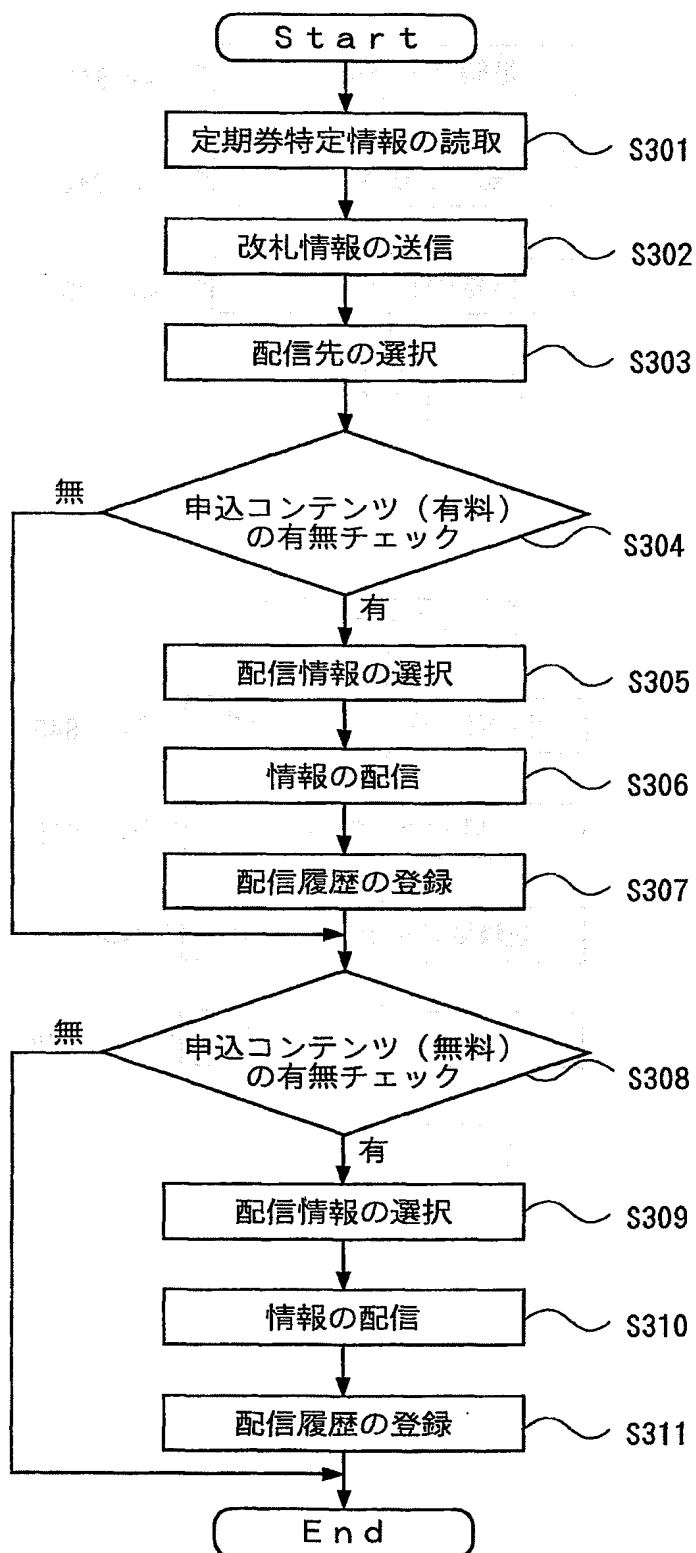 Start
定期券特定情報の読取
S301
改札情報の送信
S302
配信先の選択
S303
無
申込コンテンツ（有料）
の有無チェック
S304
有
配信情報の選択
S305
情報の配信
S306
配信履歴の登録
S307
無
申込コンテンツ（無料）
の有無チェック
S308
有
配信情報の選択
S309
情報の配信
S310
配信履歴の登録
S311
End